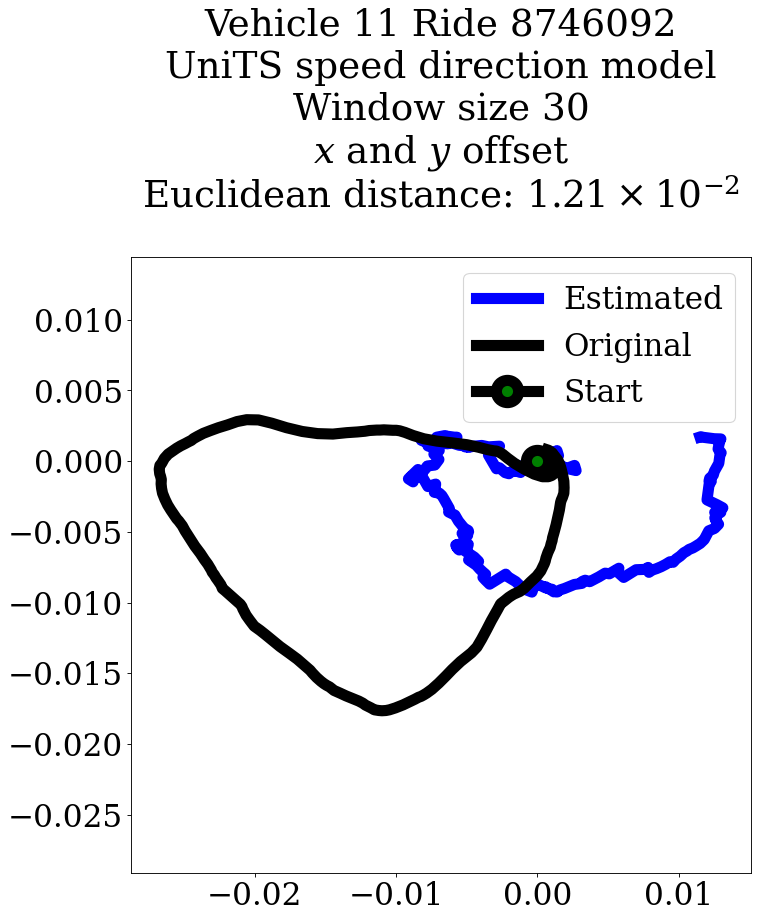 Vehicle 11 Ride 8746092
UniTS speed direction model
Window size 30
x and y offset
Euclidean distance: 1.21 × 10⁻²
Estimated
Original
Start
0.010
0.005
0.000
−0.005
−0.010
−0.015
−0.020
−0.025
−0.02 −0.01 0.00 0.01